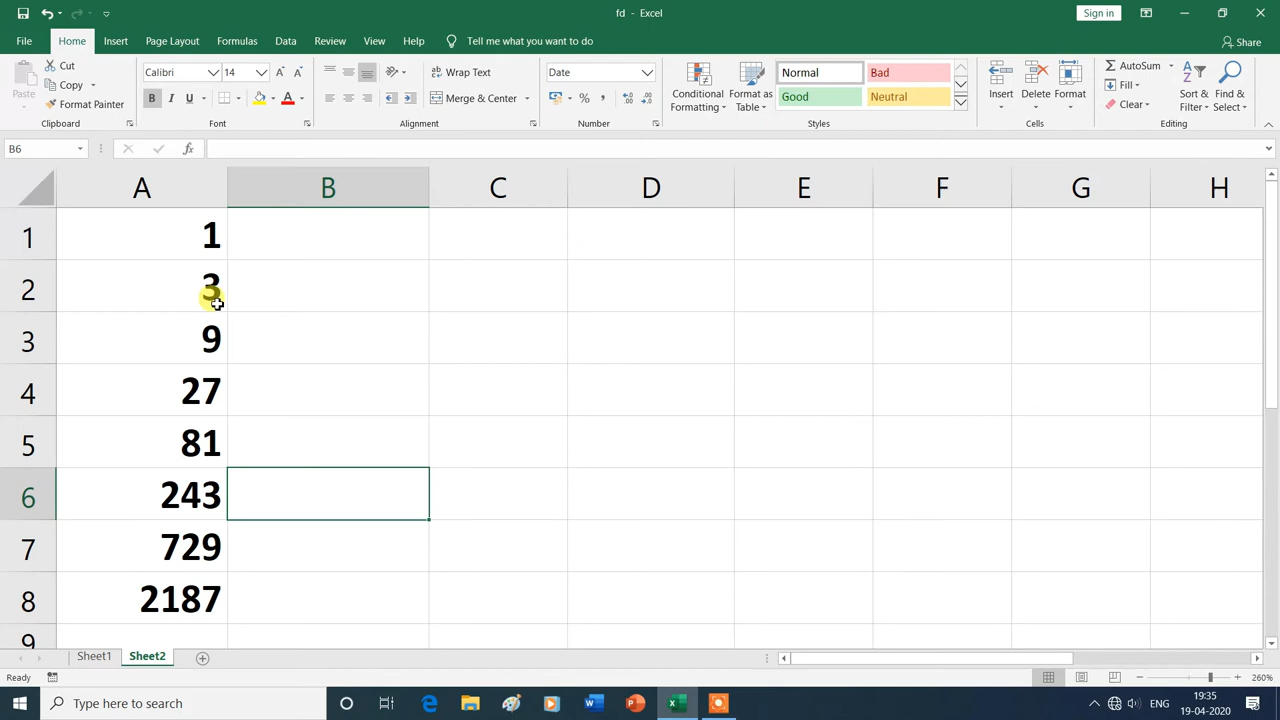 fd - Excel
Sign in
File Home Insert Page Layout Formulas Data Review View Help Tell me what you want to do Share
Paste
Cut
Copy
Format Painter
Clipboard
Calibri 14
B I U
Font
Wrap Text
Merge & Center
Alignment
Date
%
Number
Conditional Formatting
Format as Table
Normal Bad
Good Neutral
Styles
Insert Delete Format
Cells
AutoSum
Fill
Clear
Sort & Filter
Find & Select
Editing
B6 fx
A B C D E F G H
1 1
2 3
3 9
4 27
5 81
6 243
7 729
8 2187
9
Sheet1 Sheet2
Ready 260%
Type here to search
ENG
19:35
19-04-2020